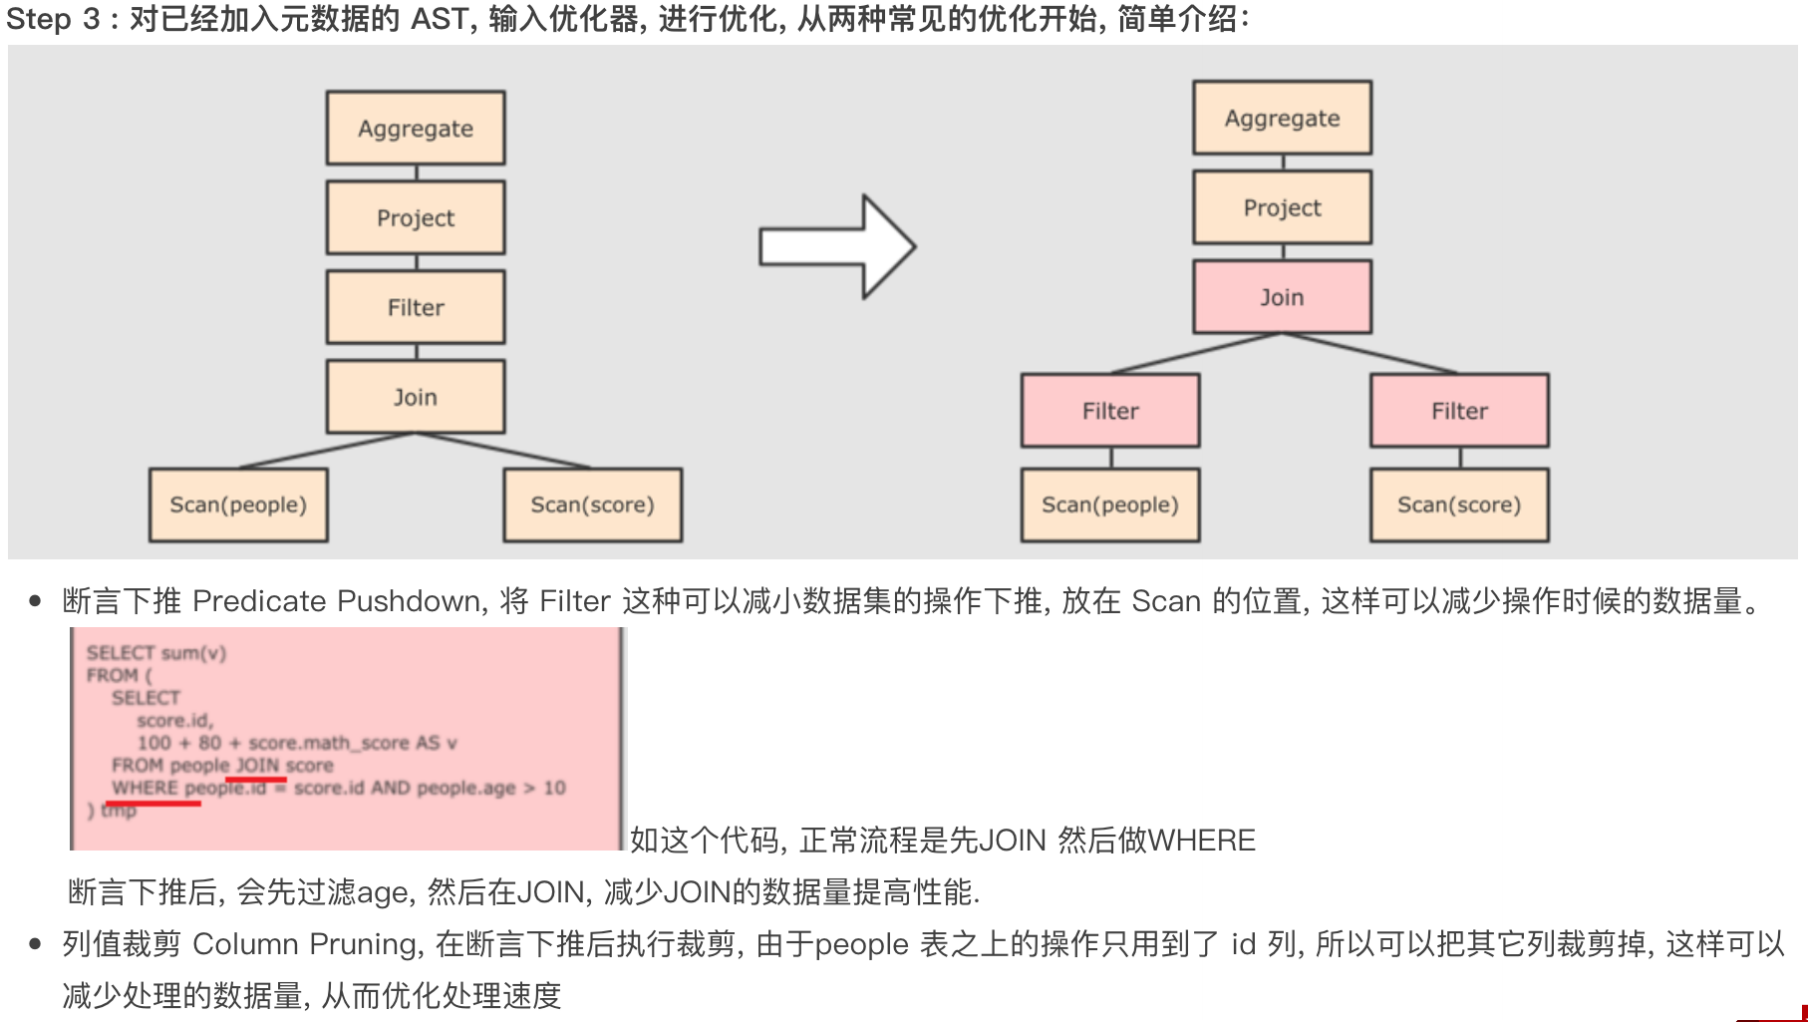 Step 3 : 对已经加入元数据的 AST, 输入优化器, 进行优化, 从两种常见的优化开始, 简单介绍:
Aggregate
Project
Filter
Join
Scan(people)
Scan(score)
Aggregate
Project
Join
Filter
Filter
Scan(people)
Scan(score)
断言下推 Predicate Pushdown, 将 Filter 这种可以减小数据集的操作下推, 放在 Scan 的位置, 这样可以减少操作时候的数据量。
SELECT sum(v)
FROM (
SELECT
score.id,
100 + 80 + score.math_score AS v
FROM people JOIN score
WHERE people.id = score.id AND people.age > 10
) tmp
如这个代码, 正常流程是先JOIN 然后做WHERE
断言下推后, 会先过滤age, 然后在JOIN, 减少JOIN的数据量提高性能.
列值裁剪 Column Pruning, 在断言下推后执行裁剪, 由于people 表之上的操作只用到了 id 列, 所以可以把其它列裁剪掉, 这样可以
减少处理的数据量, 从而优化处理速度